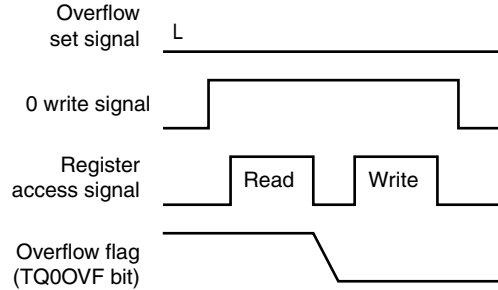 Overflow
set signal
L
0 write signal
Register
access signal
Read
Write
Overflow flag
(TQ0OVF bit)